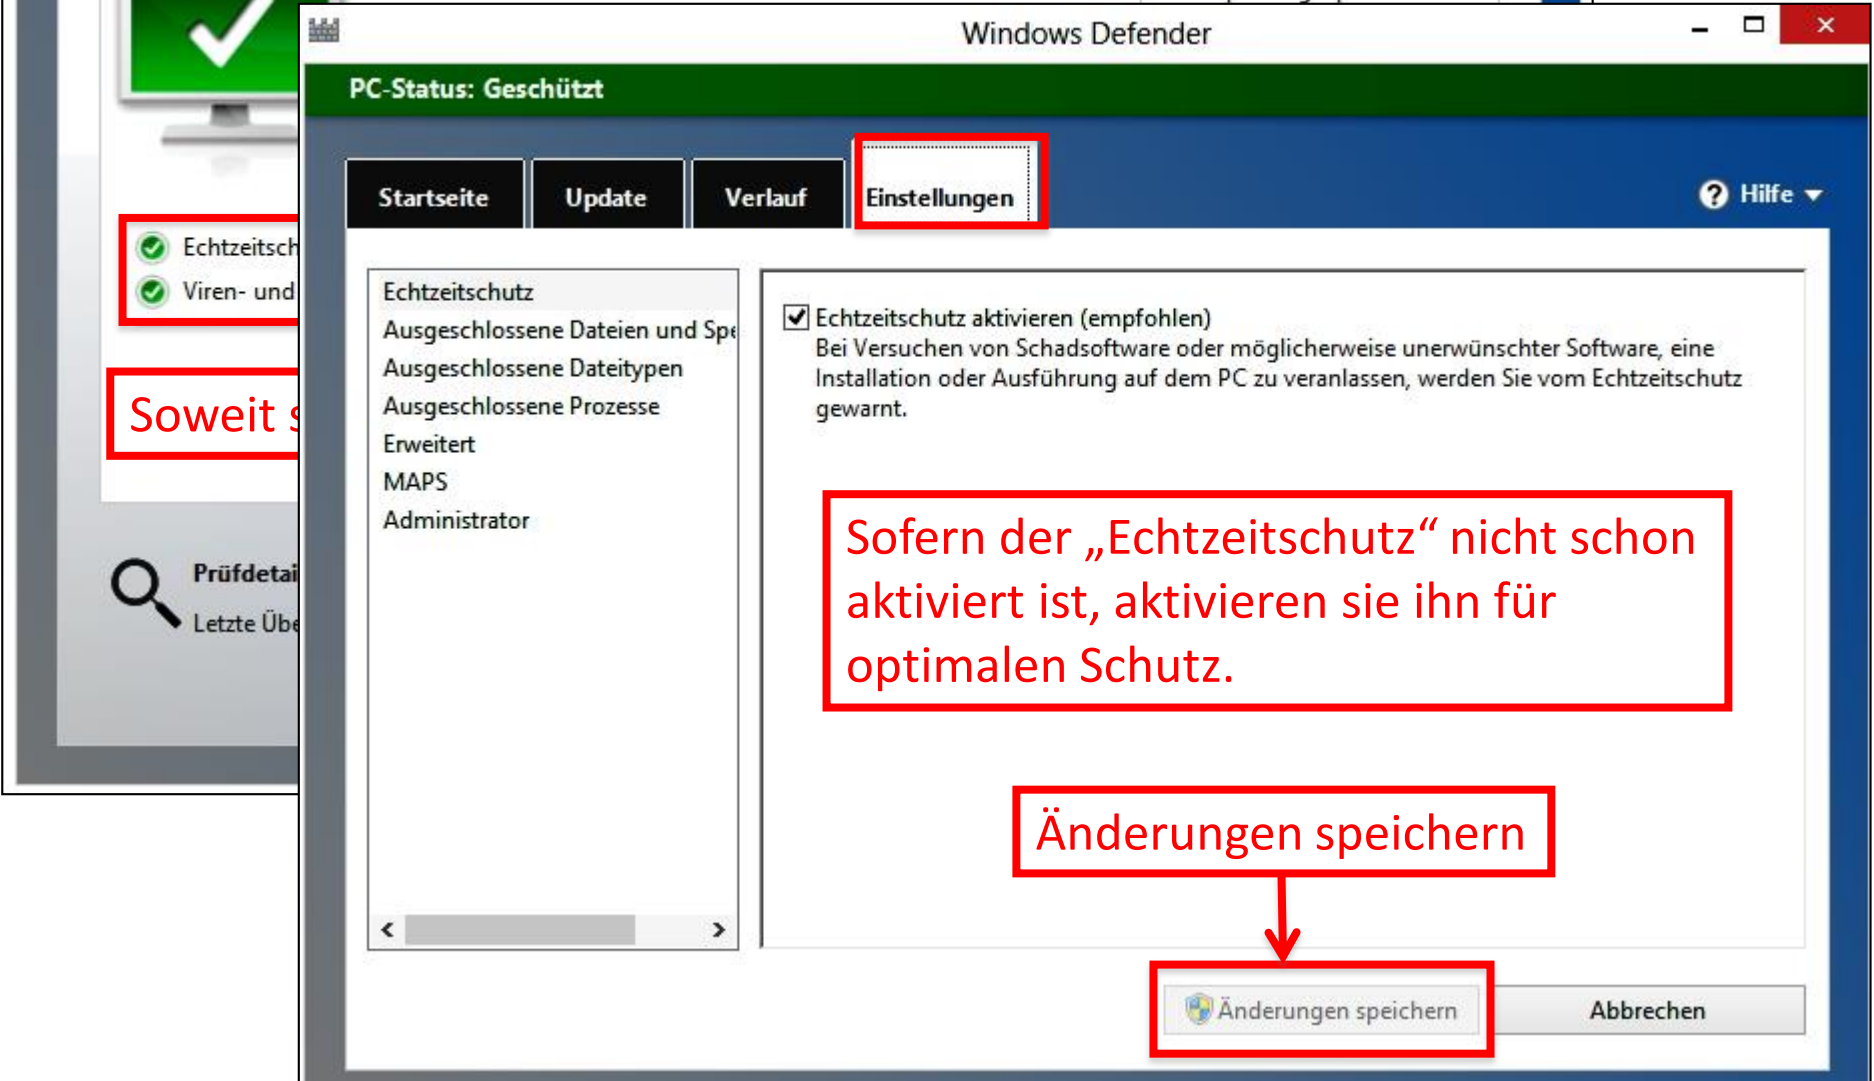 Windows Defender
PC-Status: Geschützt
Startseite
Update
Verlauf
Einstellungen
Hilfe
Echtzeitsch
Viren- und
Soweit
Prüfdetai
Letzte Übe
Echtzeitschutz
Ausgeschlossene Dateien und Spe
Ausgeschlossene Dateitypen
Ausgeschlossene Prozesse
Erweitert
MAPS
Administrator
Echtzeitschutz aktivieren (empfohlen)
Bei Versuchen von Schadsoftware oder möglicherweise unerwünschter Software, eine
Installation oder Ausführung auf dem PC zu veranlassen, werden Sie vom Echtzeitschutz
gewarnt.
Sofern der „Echtzeitschutz“ nicht schon
aktiviert ist, aktivieren sie ihn für
optimalen Schutz.
Änderungen speichern
Änderungen speichern
Abbrechen